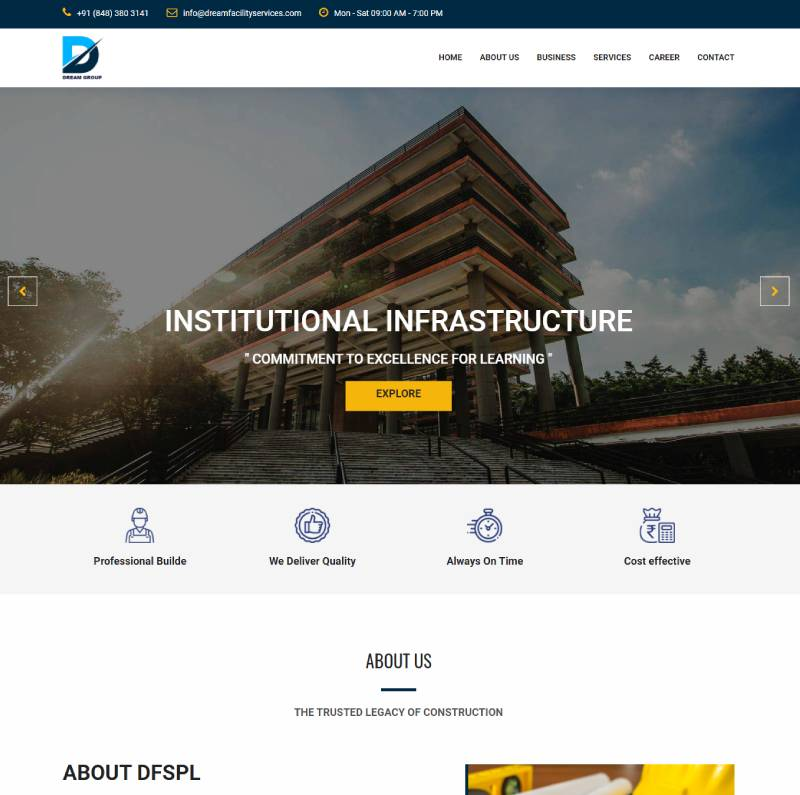 +91 (848) 380 3141 info@dreamfacilityservices.com Mon - Sat 09:00 AM - 7:00 PM
DREAM GROUP
HOME ABOUT US BUSINESS SERVICES CAREER CONTACT
INSTITUTIONAL INFRASTRUCTURE
" COMMITMENT TO EXCELLENCE FOR LEARNING "
EXPLORE
Professional Builde We Deliver Quality Always On Time Cost effective
ABOUT US
THE TRUSTED LEGACY OF CONSTRUCTION
ABOUT DFSPL